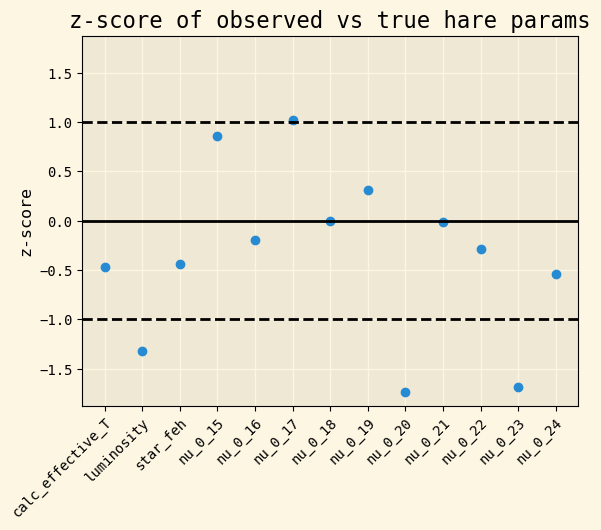 z-score of observed vs true hare params
z-score
1.5
1.0
0.5
0.0
−0.5
−1.0
−1.5
calc_effective_T
luminosity
star_feh
nu_0_15
nu_0_16
nu_0_17
nu_0_18
nu_0_19
nu_0_20
nu_0_21
nu_0_22
nu_0_23
nu_0_24